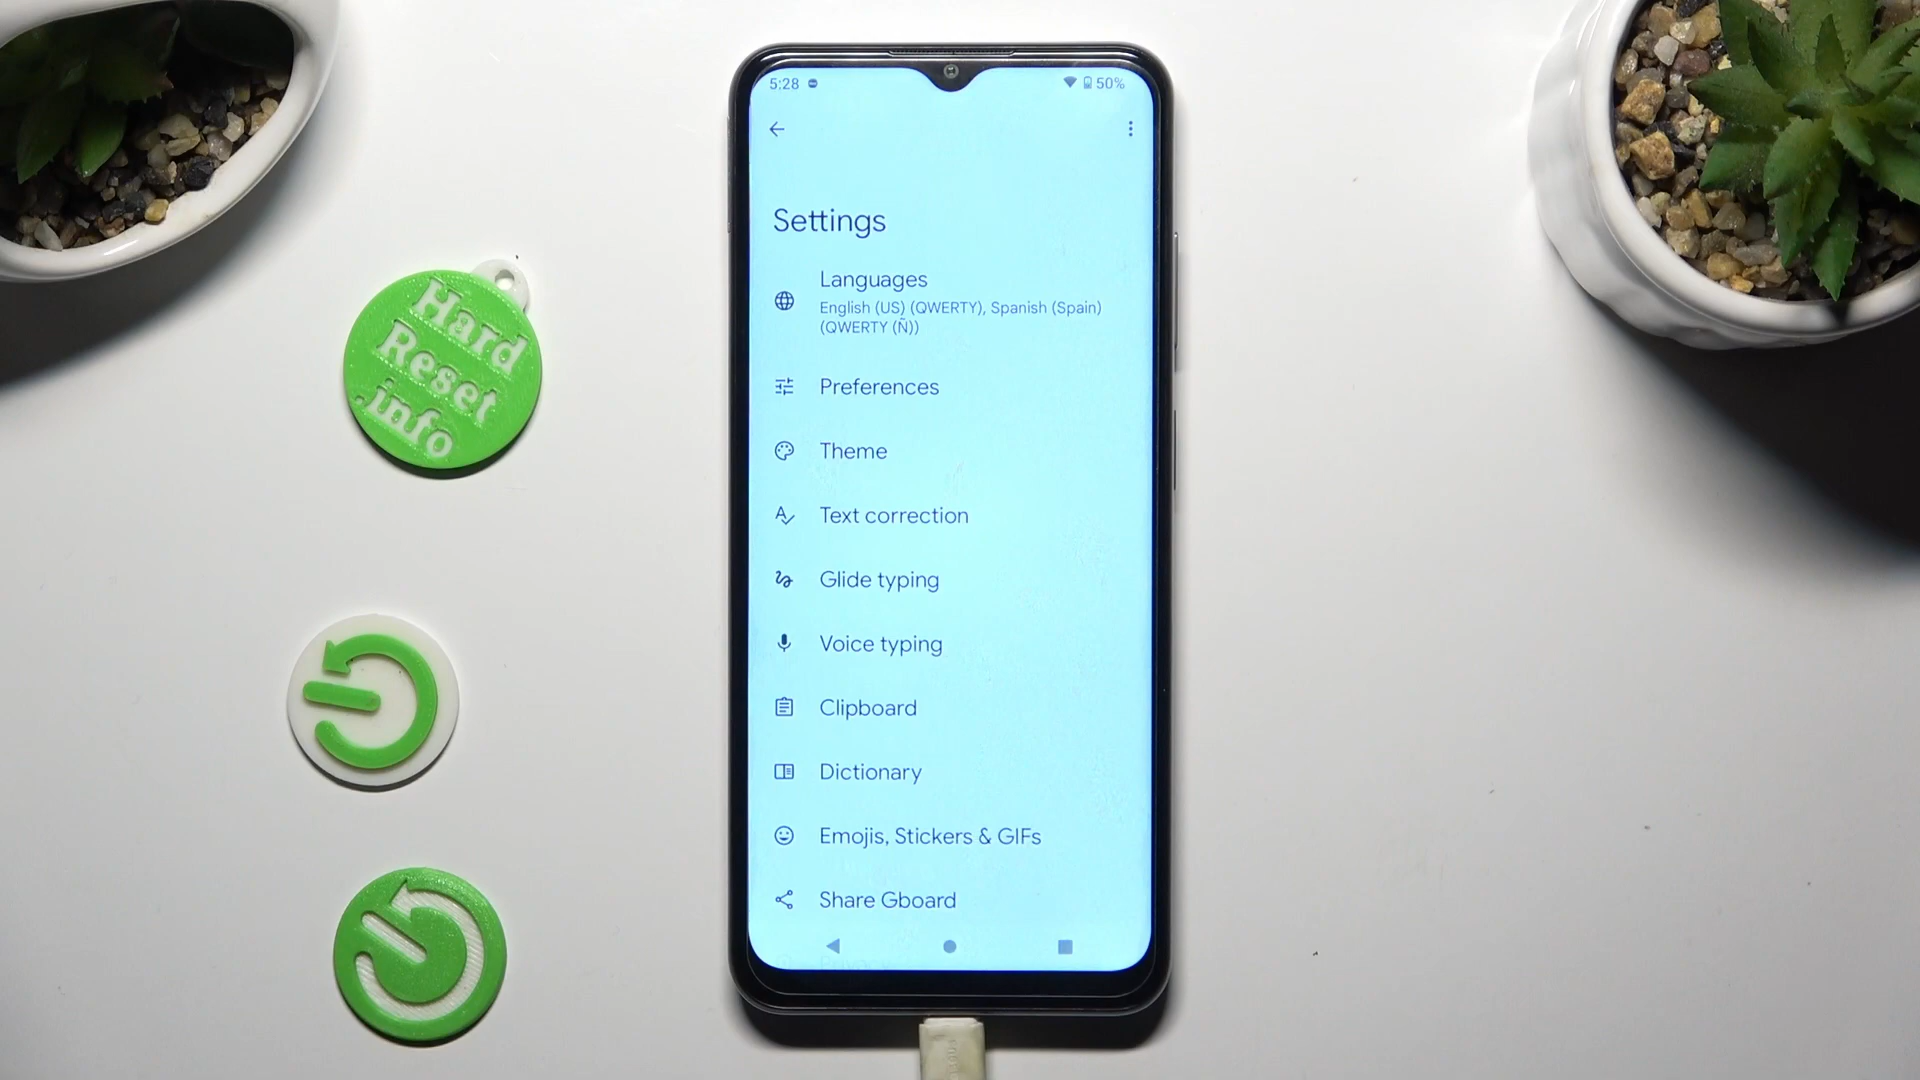 Hard
Reset
.info
5:28
50%
Settings
Languages
English (US) (QWERTY), Spanish (Spain)
(QWERTY (Ñ))
Preferences
Theme
Text correction
Glide typing
Voice typing
Clipboard
Dictionary
Emojis, Stickers & GIFs
Share Gboard
Privacy